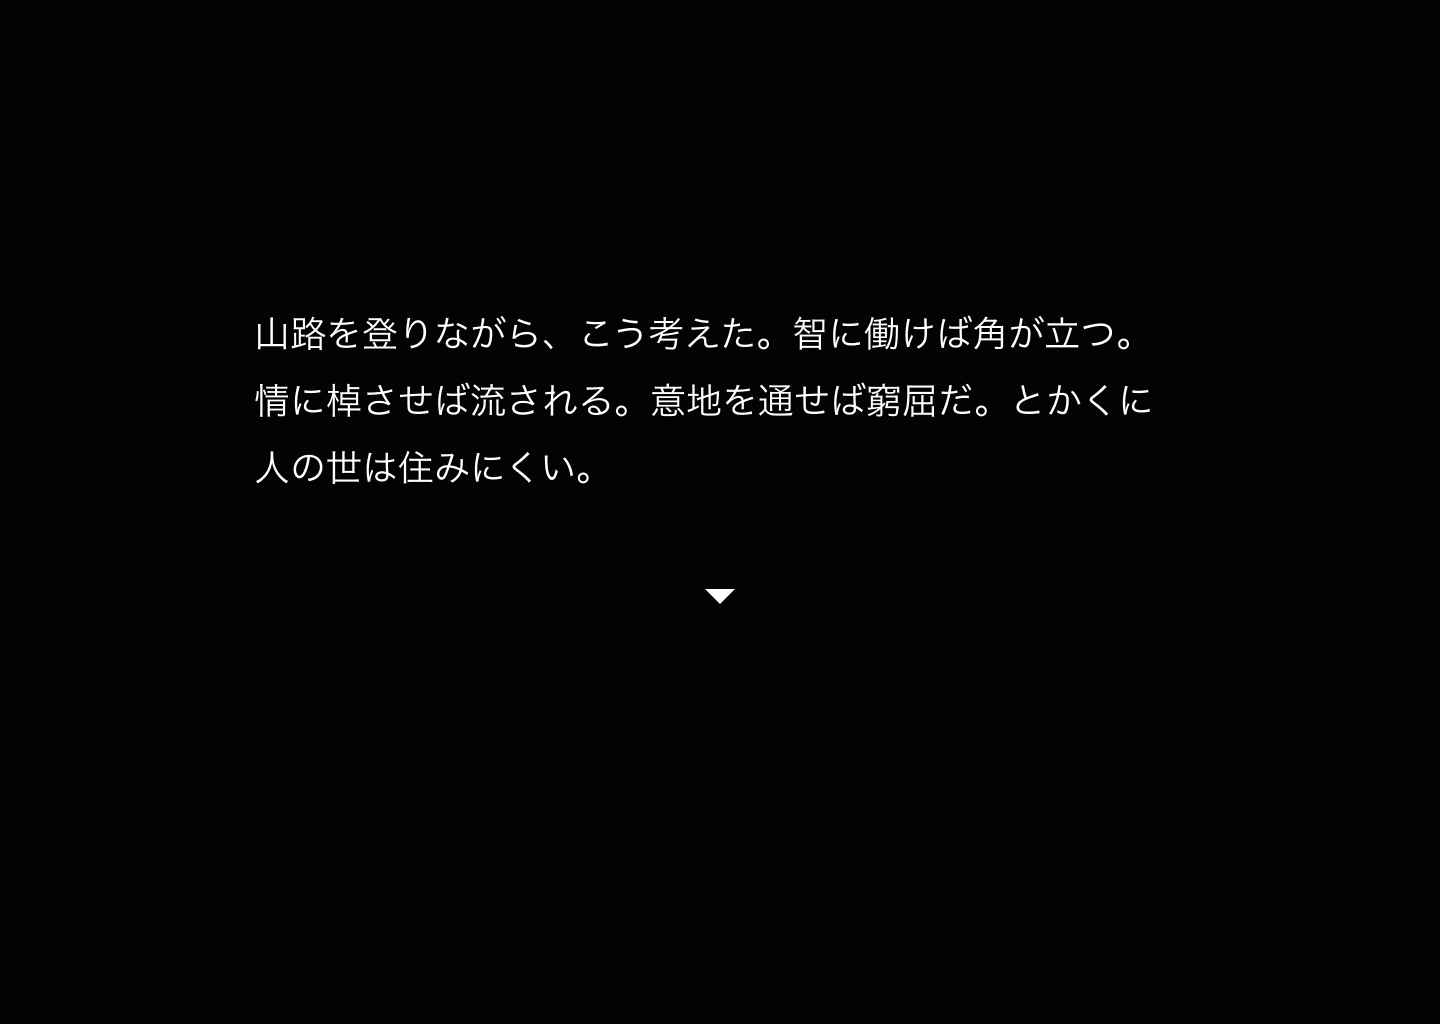 山路を登りながら、こう考えた。智に働けば角が立つ。
情に棹させば流される。意地を通せば窮屈だ。とかくに
人の世は住みにくい。